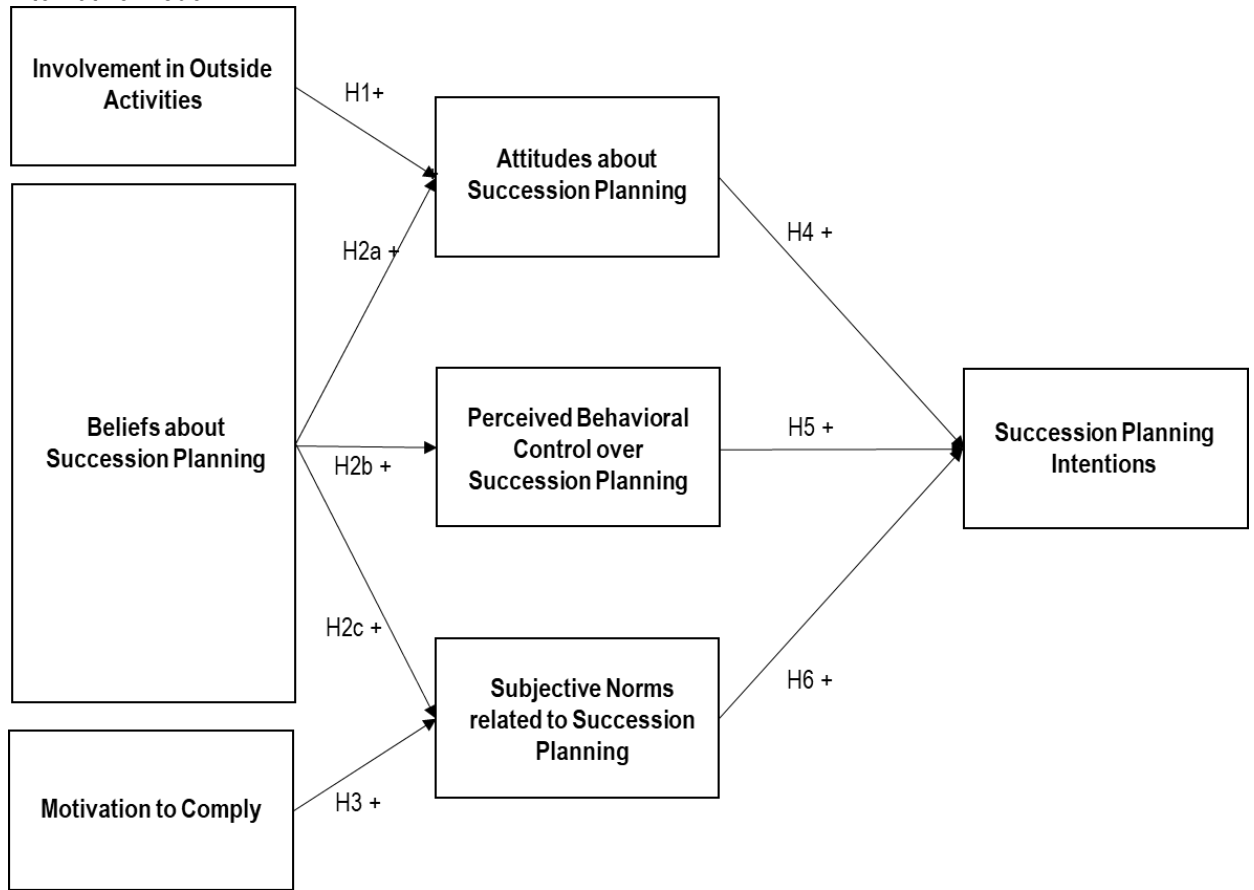 Involvement in Outside
Activities
H1+
Attitudes about
Succession Planning
H2a +
H4 +
Beliefs about
Succession Planning
H2b +
Perceived Behavioral
Control over
Succession Planning
H5 +
Succession Planning
Intentions
H2c +
Subjective Norms
related to Succession
Planning
H6 +
Motivation to Comply
H3 +